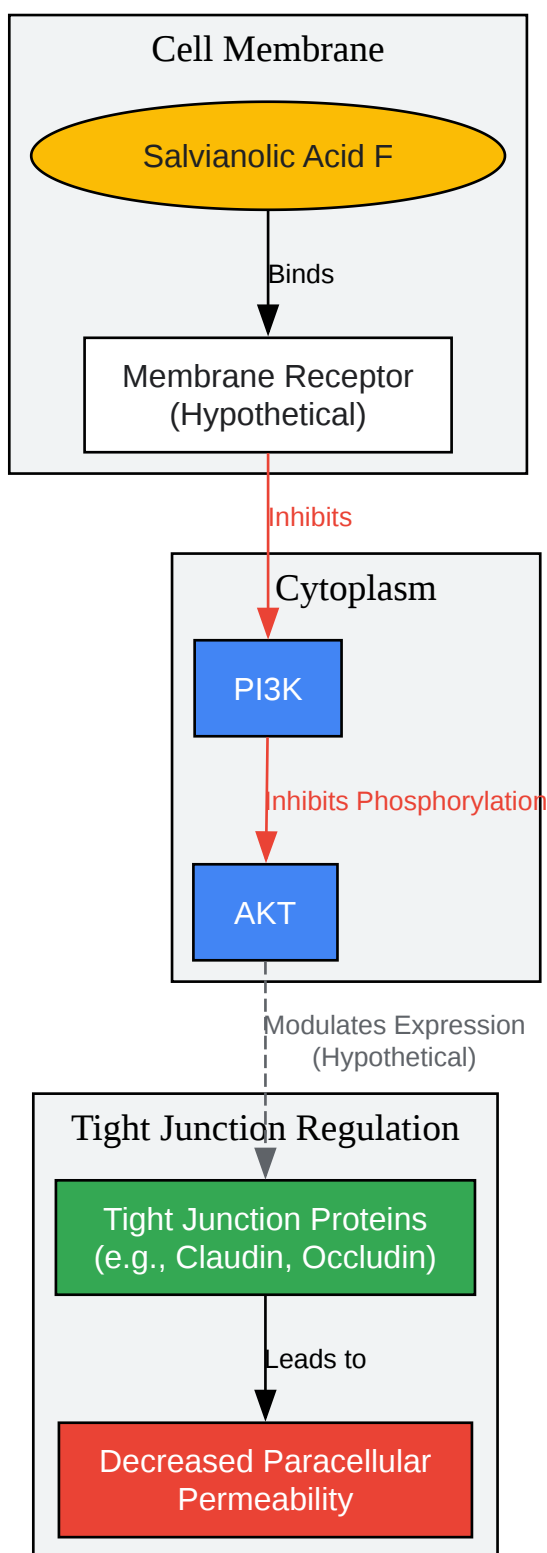 Cell Membrane
Salvianolic Acid F
Binds
Membrane Receptor
(Hypothetical)
Inhibits
Cytoplasm
PI3K
Inhibits Phosphorylation
AKT
Modulates Expression
(Hypothetical)
Tight Junction Regulation
Tight Junction Proteins
(e.g., Claudin, Occludin)
Leads to
Decreased Paracellular
Permeability